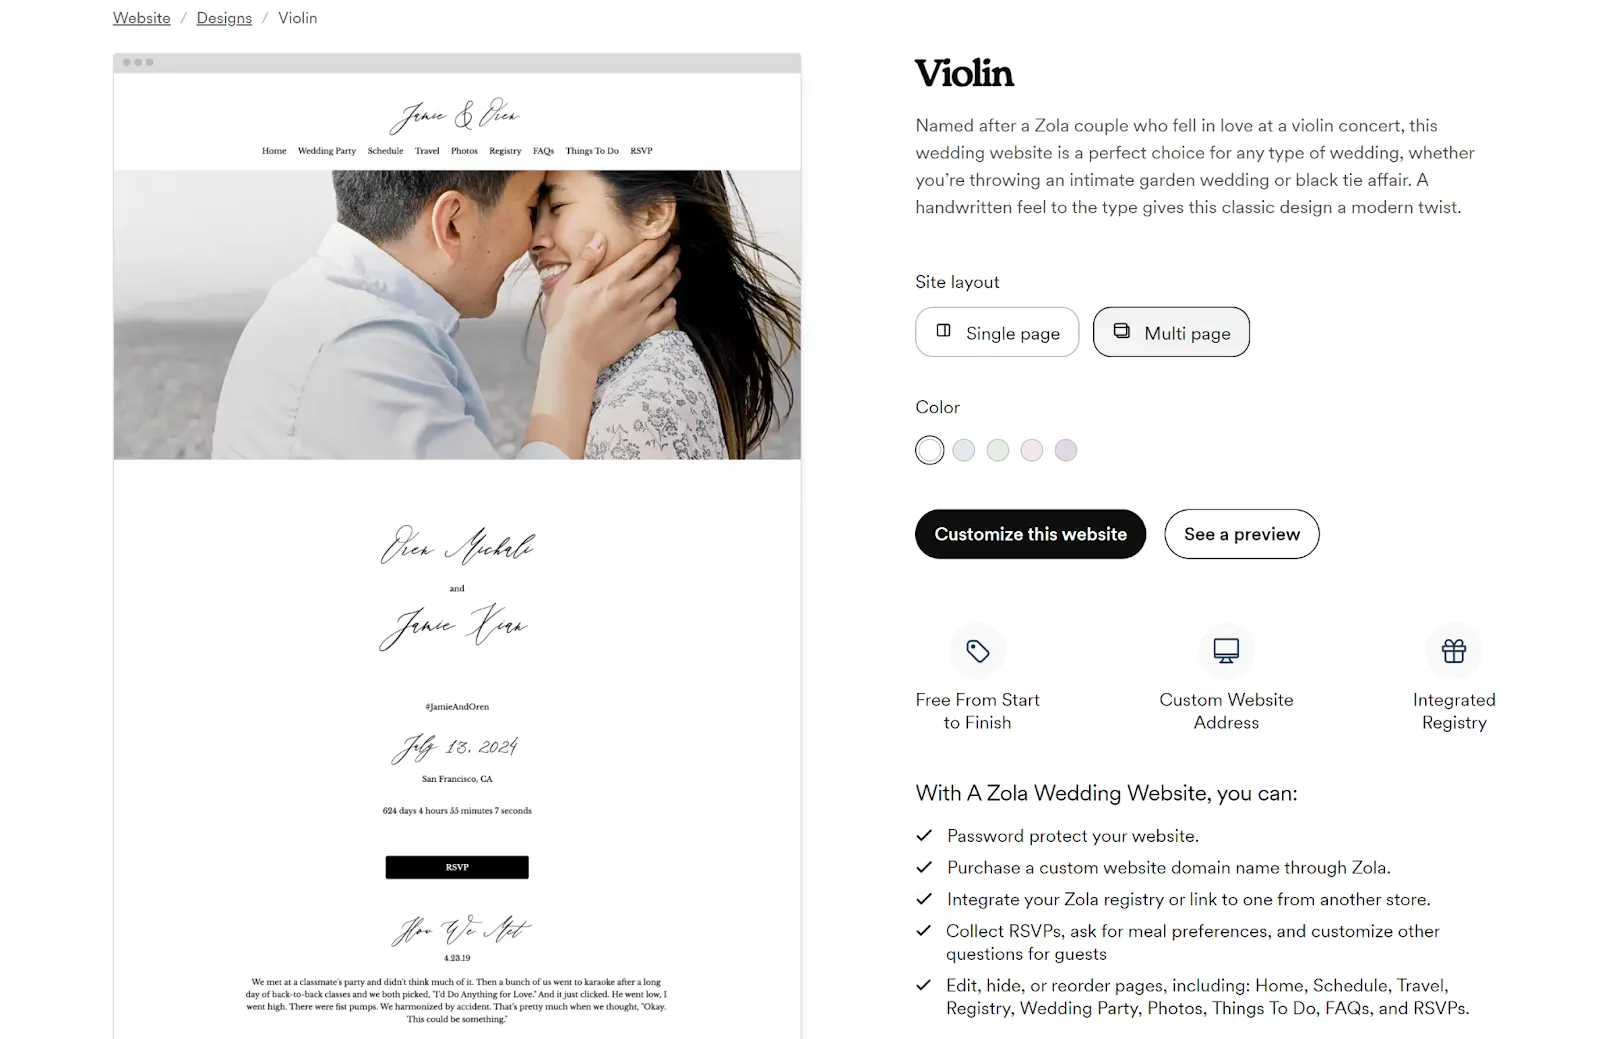 Website / Designs / Violin
Jamie & Oren
Home Wedding Party Schedule Travel Photos Registry FAQs Things To Do RSVP
Oren Michali
and
Jamie Xian
#JamieAndOren
July 13, 2024
San Francisco, CA
624 days 4 hours 55 minutes 7 seconds
RSVP
How We Met
4.23.19
We met at a classmate's party and didn't think much of it. Then a bunch of us went to karaoke after a long
day of back-to-back classes and we both picked, "I'd Do Anything for Love." And it just clicked. He went low, I
went high. There were fist pumps. We harmonized by accident. That's pretty much when we thought, "Okay.
This could be something."
Violin
Named after a Zola couple who fell in love at a violin concert, this
wedding website is a perfect choice for any type of wedding, whether
you're throwing an intimate garden wedding or black tie affair. A
handwritten feel to the type gives this classic design a modern twist.
Site layout
Single page
Multi page
Color
Customize this website
See a preview
Free From Start
to Finish
Custom Website
Address
Integrated
Registry
With A Zola Wedding Website, you can:
Password protect your website.
Purchase a custom website domain name through Zola.
Integrate your Zola registry or link to one from another store.
Collect RSVPs, ask for meal preferences, and customize other
questions for guests
Edit, hide, or reorder pages, including: Home, Schedule, Travel,
Registry, Wedding Party, Photos, Things To Do, FAQs, and RSVPs.